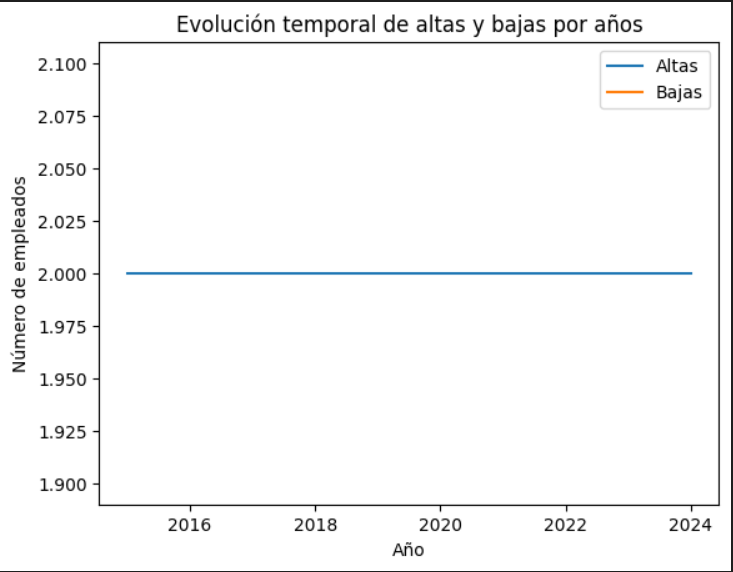 Evolución temporal de altas y bajas por años
Altas
Bajas
2.100
2.075
2.050
2.025
2.000
1.975
1.950
1.925
1.900
Número de empleados
2016
2018
2020
2022
2024
Año